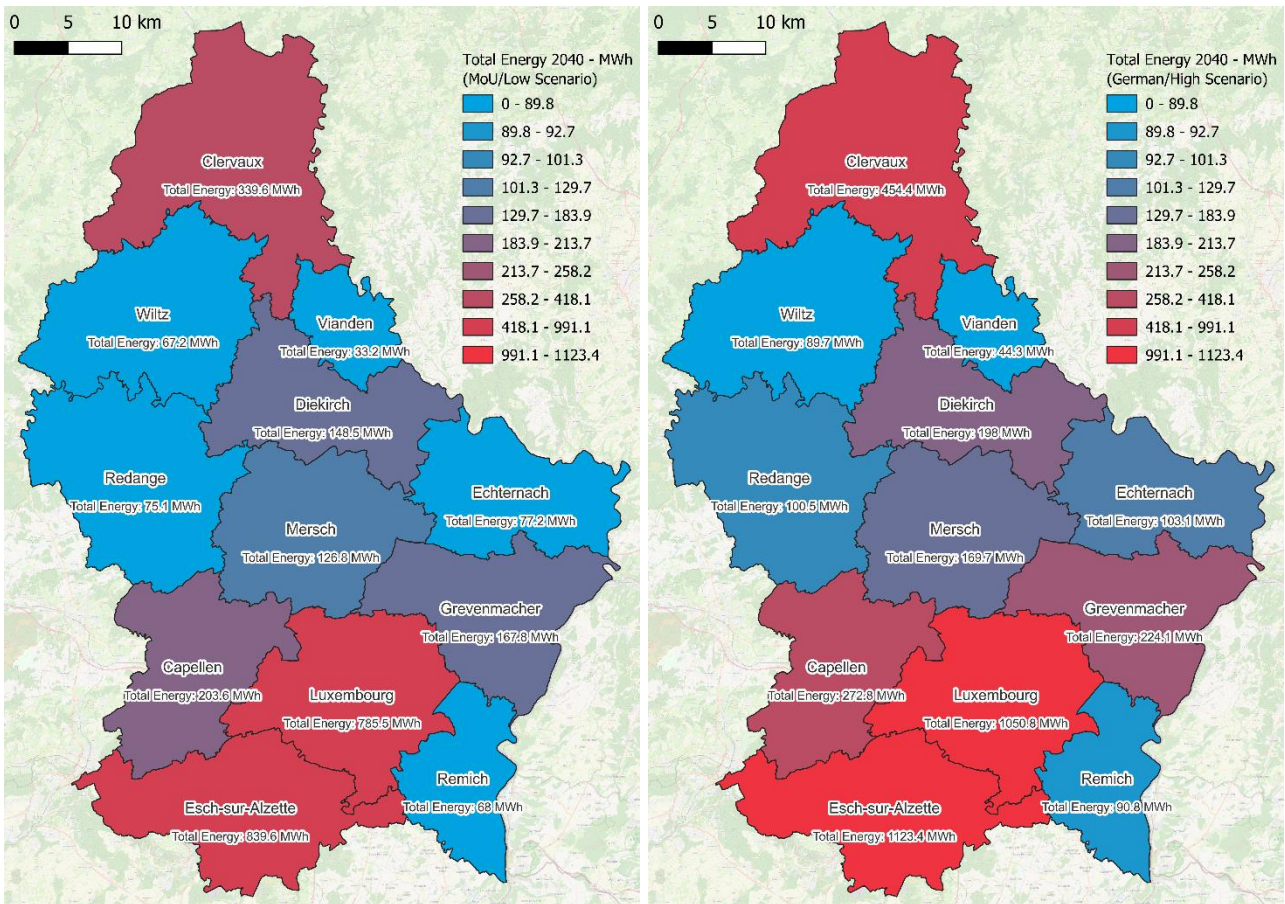 0 5 10 km
Total Energy 2040 - MWh
(MoU/Low Scenario)
0 - 89.8
89.8 - 92.7
92.7 - 101.3
101.3 - 129.7
129.7 - 183.9
183.9 - 213.7
213.7 - 258.2
258.2 - 418.1
418.1 - 991.1
991.1 - 1123.4
Clervaux
Total Energy: 339.6 MWh
Wiltz
Total Energy: 67.2 MWh
Vianden
Total Energy: 33.2 MWh
Diekirch
Total Energy: 148.5 MWh
Redange
Total Energy: 75.1 MWh
Echternach
Total Energy: 77.2 MWh
Mersch
Total Energy: 126.8 MWh
Grevenmacher
Total Energy: 167.8 MWh
Capellen
Total Energy: 203.6 MWh
Luxembourg
Total Energy: 785.5 MWh
Remich
Total Energy: 68 MWh
Esch-sur-Alzette
Total Energy: 839.6 MWh
0 5 10 km
Total Energy 2040 - MWh
(German/High Scenario)
0 - 89.8
89.8 - 92.7
92.7 - 101.3
101.3 - 129.7
129.7 - 183.9
183.9 - 213.7
213.7 - 258.2
258.2 - 418.1
418.1 - 991.1
991.1 - 1123.4
Clervaux
Total Energy: 454.4 MWh
Wiltz
Total Energy: 89.7 MWh
Vianden
Total Energy: 44.3 MWh
Diekirch
Total Energy: 198 MWh
Redange
Total Energy: 100.5 MWh
Echternach
Total Energy: 103.1 MWh
Mersch
Total Energy: 169.7 MWh
Grevenmacher
Total Energy: 224.1 MWh
Capellen
Total Energy: 272.8 MWh
Luxembourg
Total Energy: 1050.8 MWh
Remich
Total Energy: 90.8 MWh
Esch-sur-Alzette
Total Energy: 1123.4 MWh